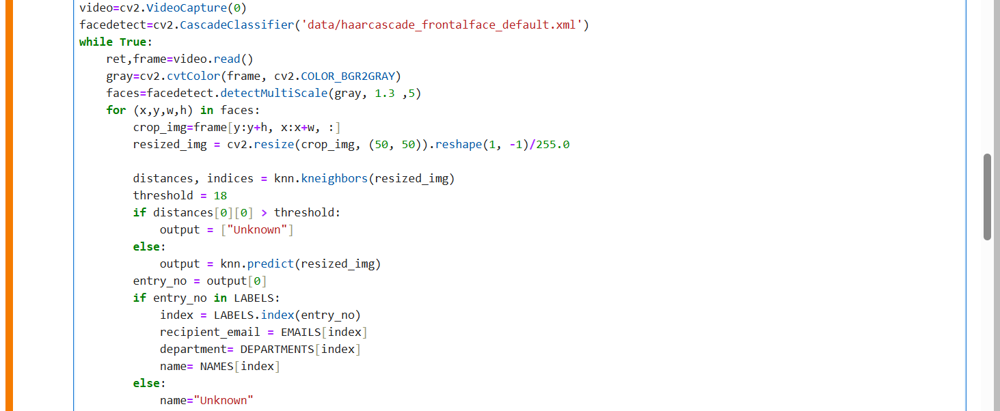 video=cv2.VideoCapture(0)
facedetect=cv2.CascadeClassifier('data/haarcascade_frontalface_default.xml')
while True:
    ret,frame=video.read()
    gray=cv2.cvtColor(frame, cv2.COLOR_BGR2GRAY)
    faces=facedetect.detectMultiScale(gray, 1.3 ,5)
    for (x,y,w,h) in faces:
        crop_img=frame[y:y+h, x:x+w, :]
        resized_img = cv2.resize(crop_img, (50, 50)).reshape(1, -1)/255.0

        distances, indices = knn.kneighbors(resized_img)
        threshold = 18
        if distances[0][0] > threshold:
            output = ["Unknown"]
        else:
            output = knn.predict(resized_img)
        entry_no = output[0]
        if entry_no in LABELS:
            index = LABELS.index(entry_no)
            recipient_email = EMAILS[index]
            department= DEPARTMENTS[index]
            name= NAMES[index]
        else:
            name="Unknown"